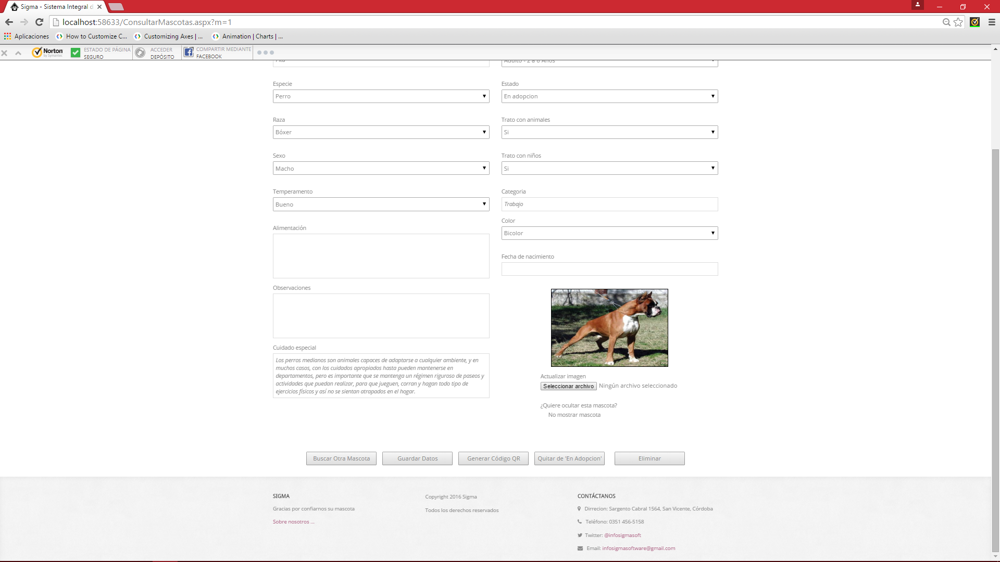 Sigma - Sistema Integral d
localhost:58633/ConsultarMascotas.aspx?m=1
Aplicaciones How to Customize C... Customizing Axes | ... Animation | Charts | ...
Norton
by Symantec
ESTADO DE PÁGINA
SEGURO
ACCEDER
DEPÓSITO
COMPARTIR MEDIANTE
FACEBOOK
Adulto - 2 a 8 Años
Especie
Perro
Estado
En adopcion
Raza
Bóxer
Trato con animales
Si
Sexo
Macho
Trato con niños
Si
Temperamento
Bueno
Categoria
Trabajo
Color
Bicolor
Alimentación
Fecha de nacimiento
Observaciones
Cuidado especial
Los perros medianos son animales capaces de adaptarse a cualquier ambiente, y en
muchos casos, con los cuidados apropiados hasta pueden mantenerse en
departamentos, pero es importante que se mantenga un régimen riguroso de paseos y
actividades que puedan realizar, para que jueguen, corran y hagan todo tipo de
ejercicios físicos y así no se sientan atrapados en el hogar.
Actualizar imagen
Seleccionar archivo Ningún archivo seleccionado
¿Quiere ocultar esta mascota?
No mostrar mascota
Buscar Otra Mascota Guardar Datos Generar Código QR Quitar de 'En Adopcion' Eliminar
SIGMA
Gracias por confiarnos su mascota
Sobre nosotros ...
Copyright 2016 Sigma
Todos los derechos reservados
CONTÁCTANOS
Dirrecion: Sargento Cabral 1564, San Vicente, Córdoba
Teléfono: 0351 456-5158
Twitter: @infosigmasoft
Email: infosigmasoftware@gmail.com